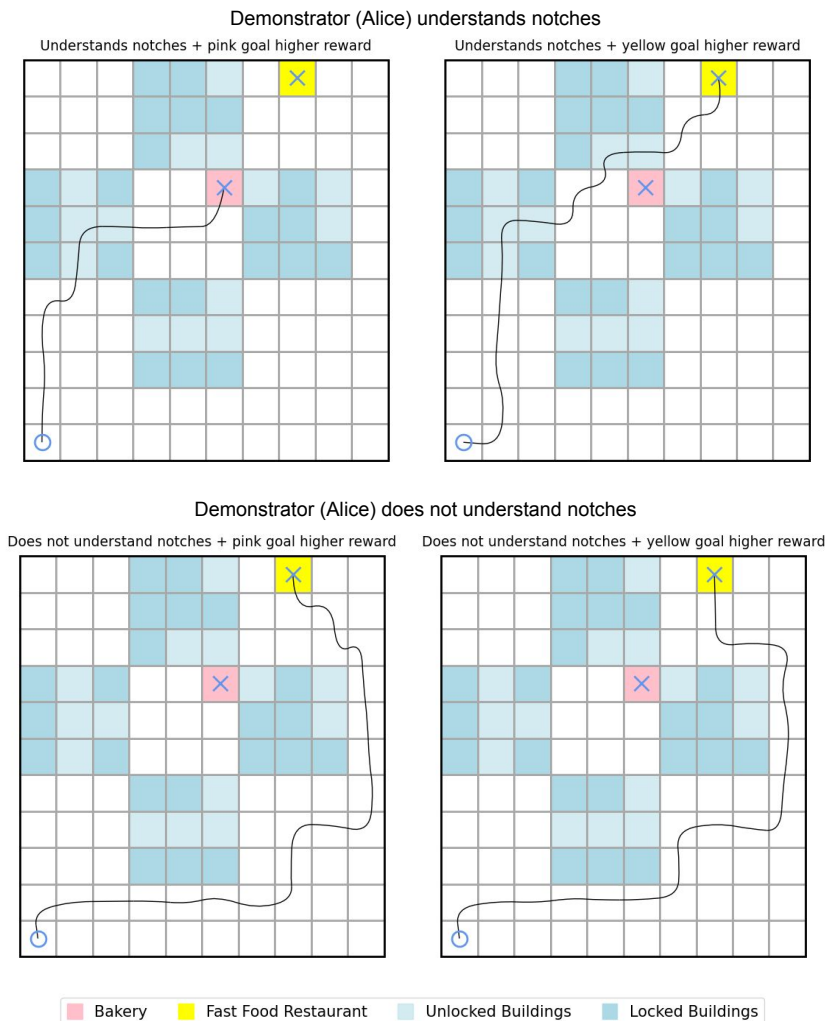 Demonstrator (Alice) understands notches
Understands notches + pink goal higher reward
Understands notches + yellow goal higher reward
Demonstrator (Alice) does not understand notches
Does not understand notches + pink goal higher reward
Does not understand notches + yellow goal higher reward
Bakery
Fast Food Restaurant
Unlocked Buildings
Locked Buildings